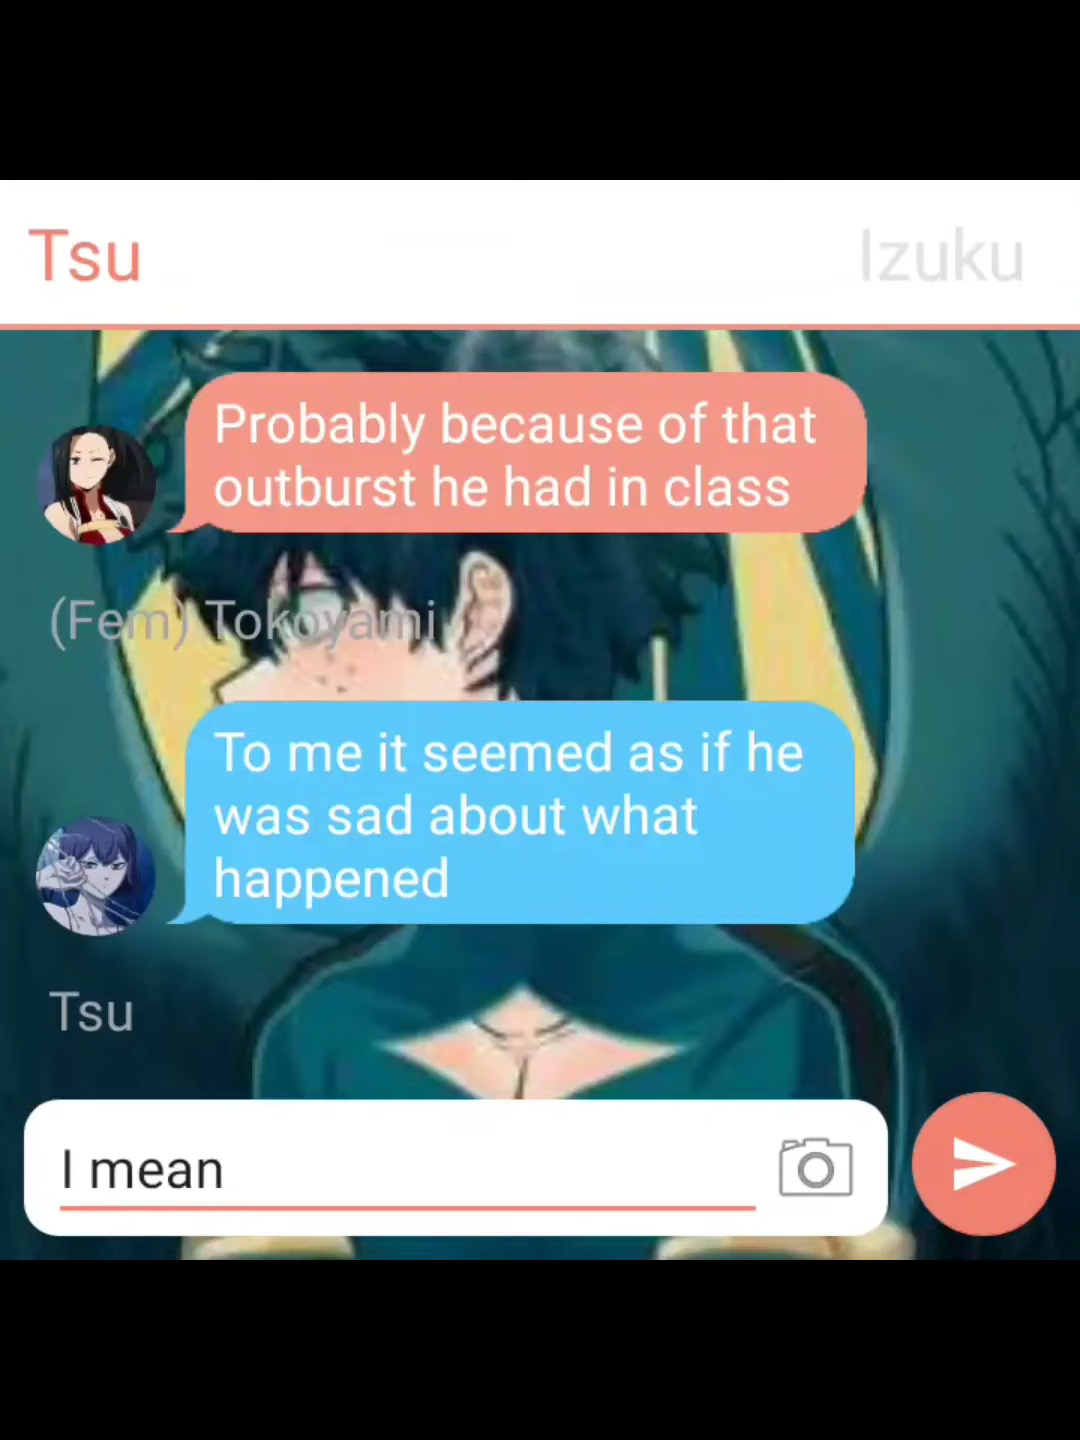 Tsu
Izuku
Probably because of that
outburst he had in class
(Fem) Tokoyami
To me it seemed as if he
was sad about what
happened
Tsu
I mean